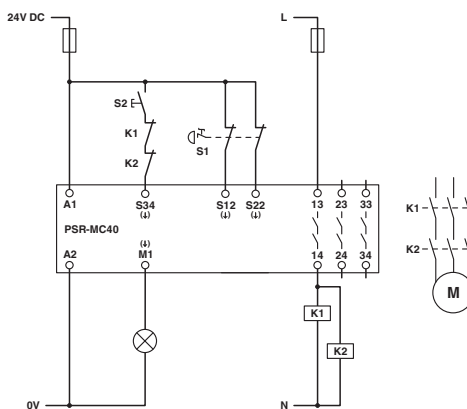 24V DC
L
S2
K1
S1
K2
A1 S34 S12 S22 13 23 33
(↓) (↓) (↓)
PSR-MC40
(↓)
A2 M1 14 24 34
K1
K2
M
K1
K2
0V N